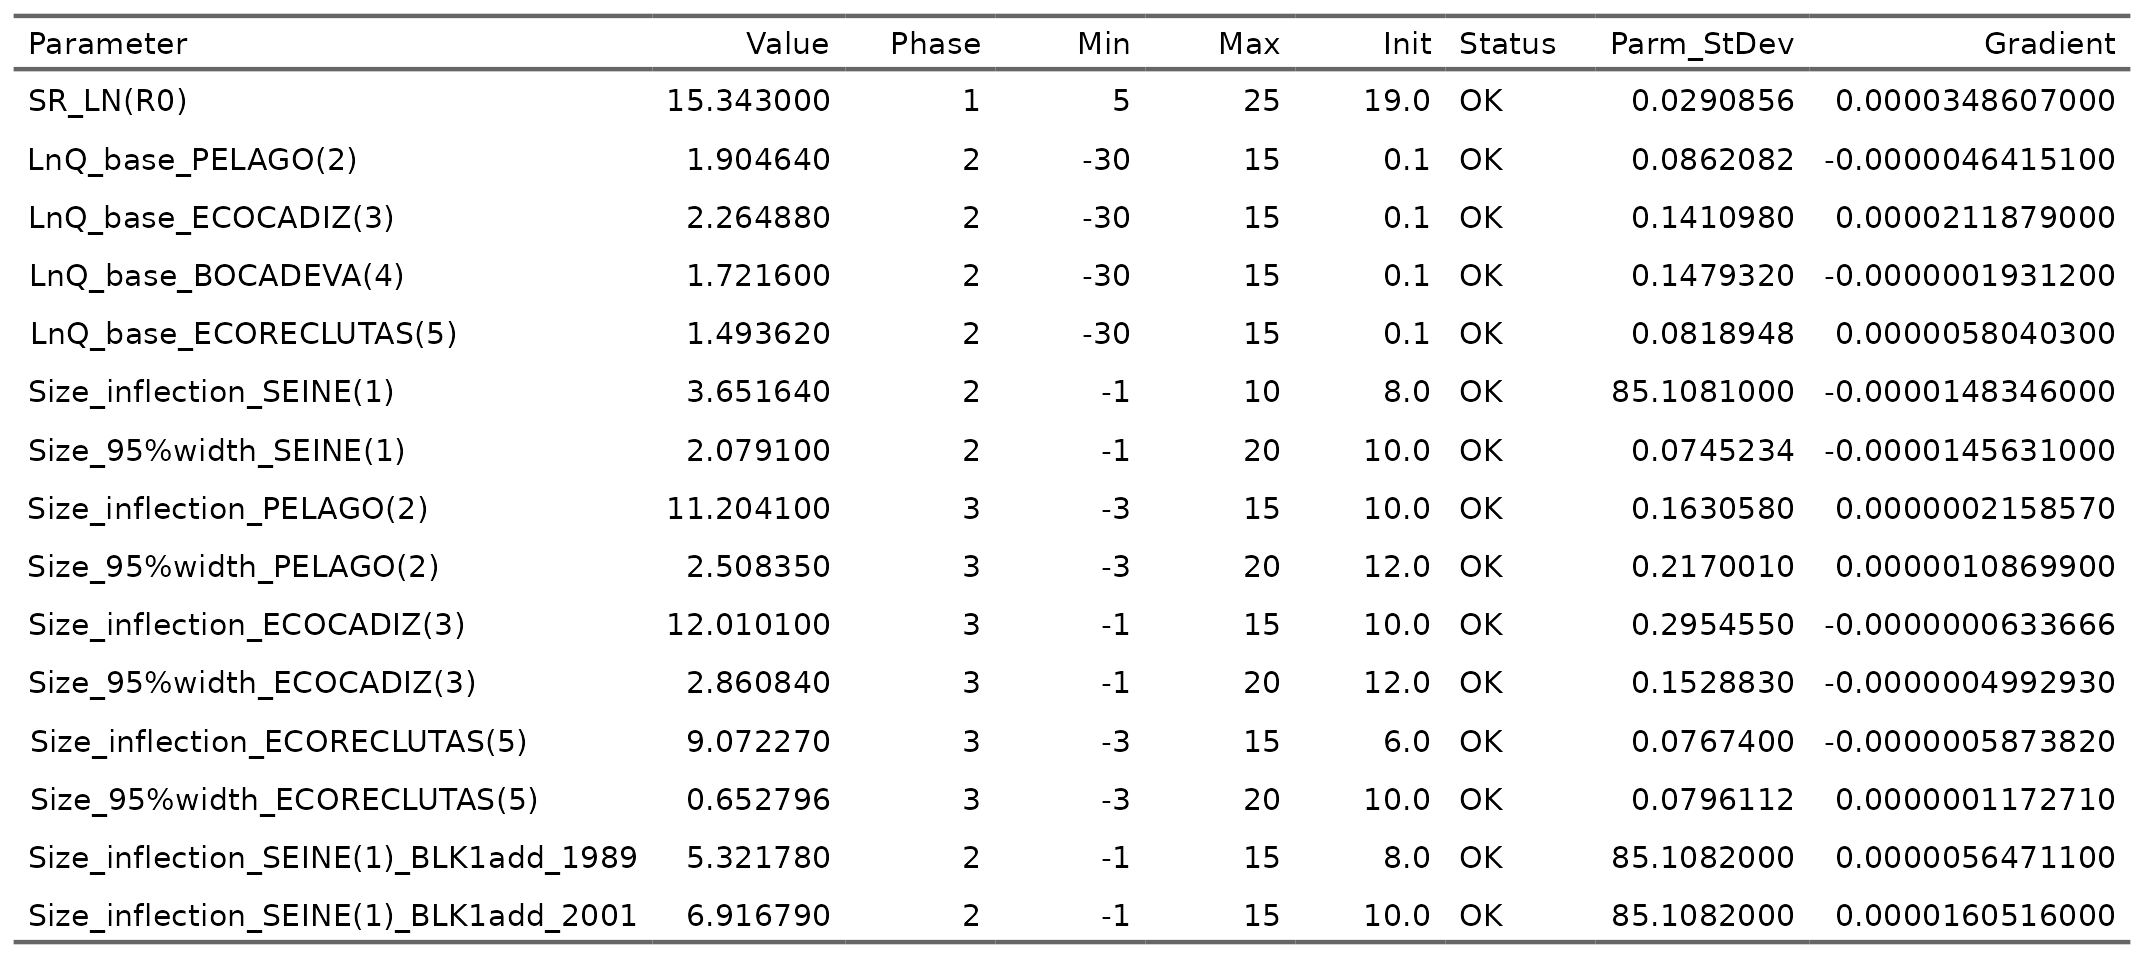 Parameter Value Phase Min Max Init Status Parm_StDev Gradient
SR_LN(R0) 15.343000 1 5 25 19.0 OK 0.0290856 0.0000348607000
LnQ_base_PELAGO(2) 1.904640 2 -30 15 0.1 OK 0.0862082 -0.0000046415100
LnQ_base_ECOCADIZ(3) 2.264880 2 -30 15 0.1 OK 0.1410980 0.0000211879000
LnQ_base_BOCADEVA(4) 1.721600 2 -30 15 0.1 OK 0.1479320 -0.0000001931200
LnQ_base_ECORECLUTAS(5) 1.493620 2 -30 15 0.1 OK 0.0818948 0.0000058040300
Size_inflection_SEINE(1) 3.651640 2 -1 10 8.0 OK 85.1081000 -0.0000148346000
Size_95%width_SEINE(1) 2.079100 2 -1 20 10.0 OK 0.0745234 -0.0000145631000
Size_inflection_PELAGO(2) 11.204100 3 -3 15 10.0 OK 0.1630580 0.0000002158570
Size_95%width_PELAGO(2) 2.508350 3 -3 20 12.0 OK 0.2170010 0.0000010869900
Size_inflection_ECOCADIZ(3) 12.010100 3 -1 15 10.0 OK 0.2954550 -0.0000000633666
Size_95%width_ECOCADIZ(3) 2.860840 3 -1 20 12.0 OK 0.1528830 -0.0000004992930
Size_inflection_ECORECLUTAS(5) 9.072270 3 -3 15 6.0 OK 0.0767400 -0.0000005873820
Size_95%width_ECORECLUTAS(5) 0.652796 3 -3 20 10.0 OK 0.0796112 0.0000001172710
Size_inflection_SEINE(1)_BLK1add_1989 5.321780 2 -1 15 8.0 OK 85.1082000 0.0000056471100
Size_inflection_SEINE(1)_BLK1add_2001 6.916790 2 -1 15 10.0 OK 85.1082000 0.0000160516000